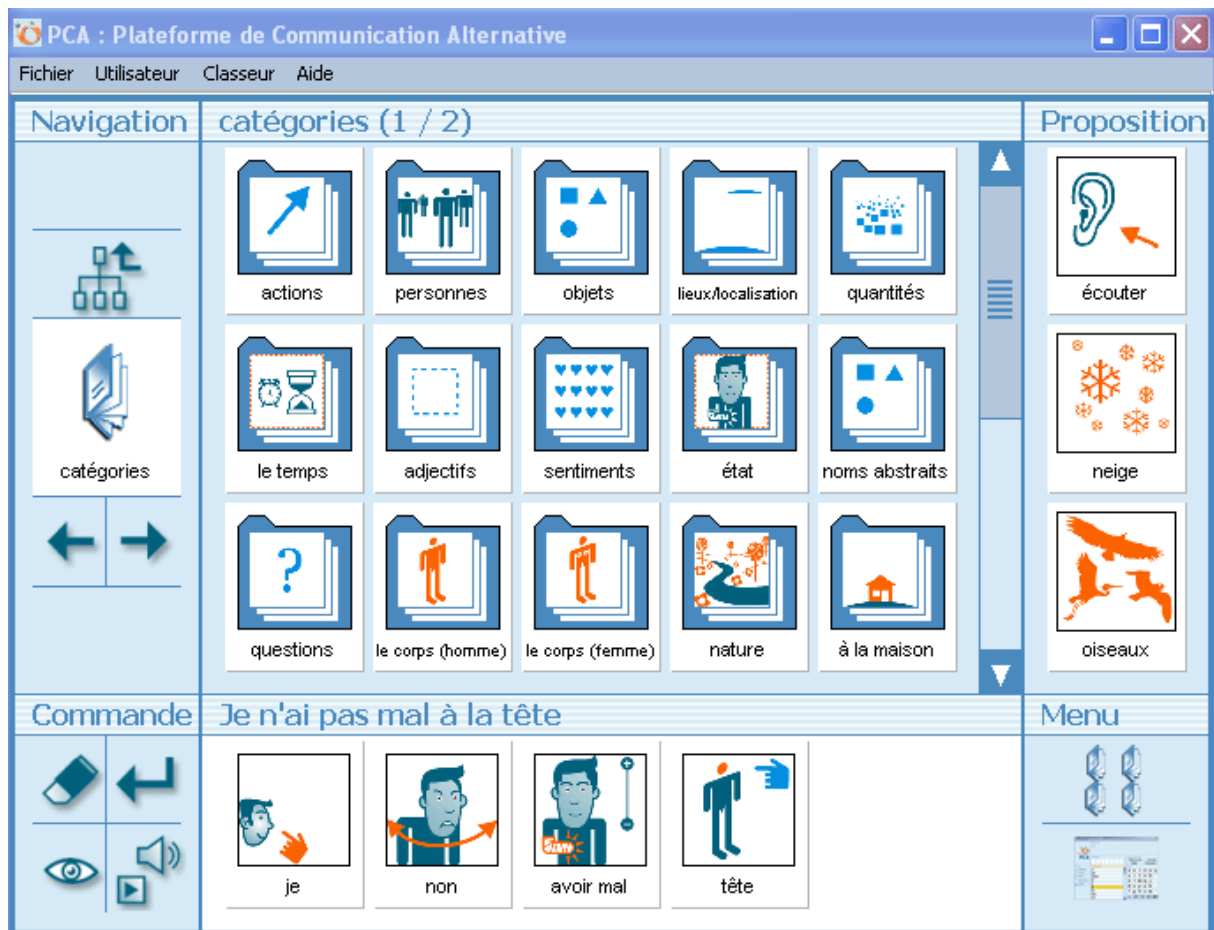 PCA : Plateforme de Communication Alternative
Fichier Utilisateur Classeur Aide
Navigation
catégories (1 / 2)
Proposition
actions
personnes
objets
lieux/localisation
quantités
écouter
catégories
le temps
adjectifs
sentiments
état
noms abstraits
neige
questions
le corps (homme)
le corps (femme)
nature
à la maison
oiseaux
Commande
Je n'ai pas mal à la tête
Menu
je
non
avoir mal
tête